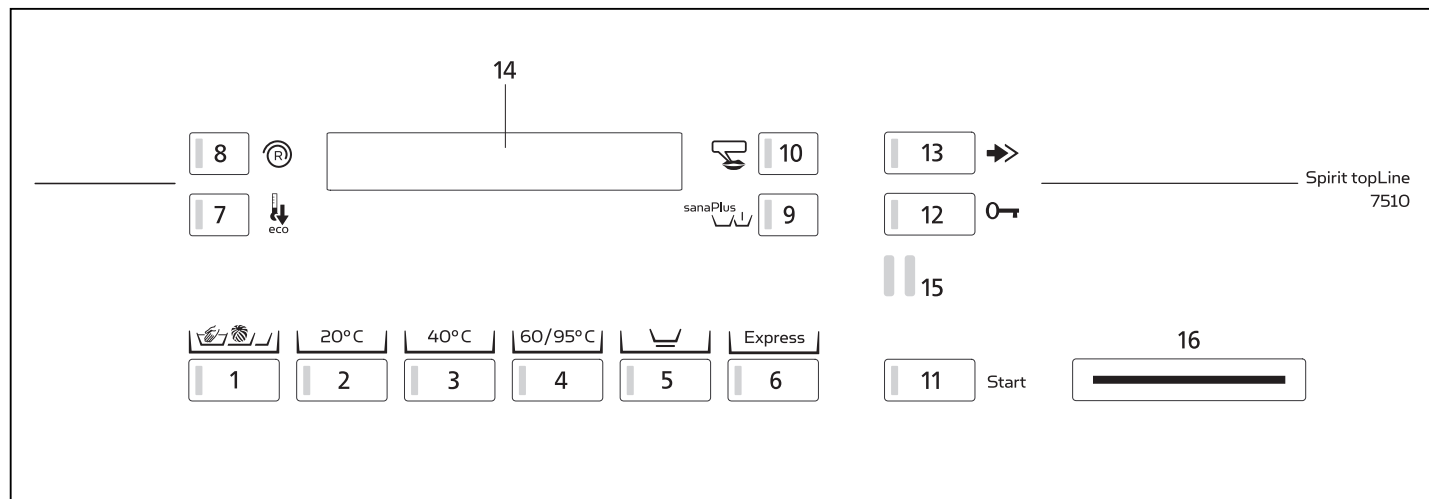 14
8 R 10 13
Spirit topLine
7 eco sanaPlus 9 12 7510
15
20°C 40°C 60/95°C Express 16
1 2 3 4 5 6 11 Start